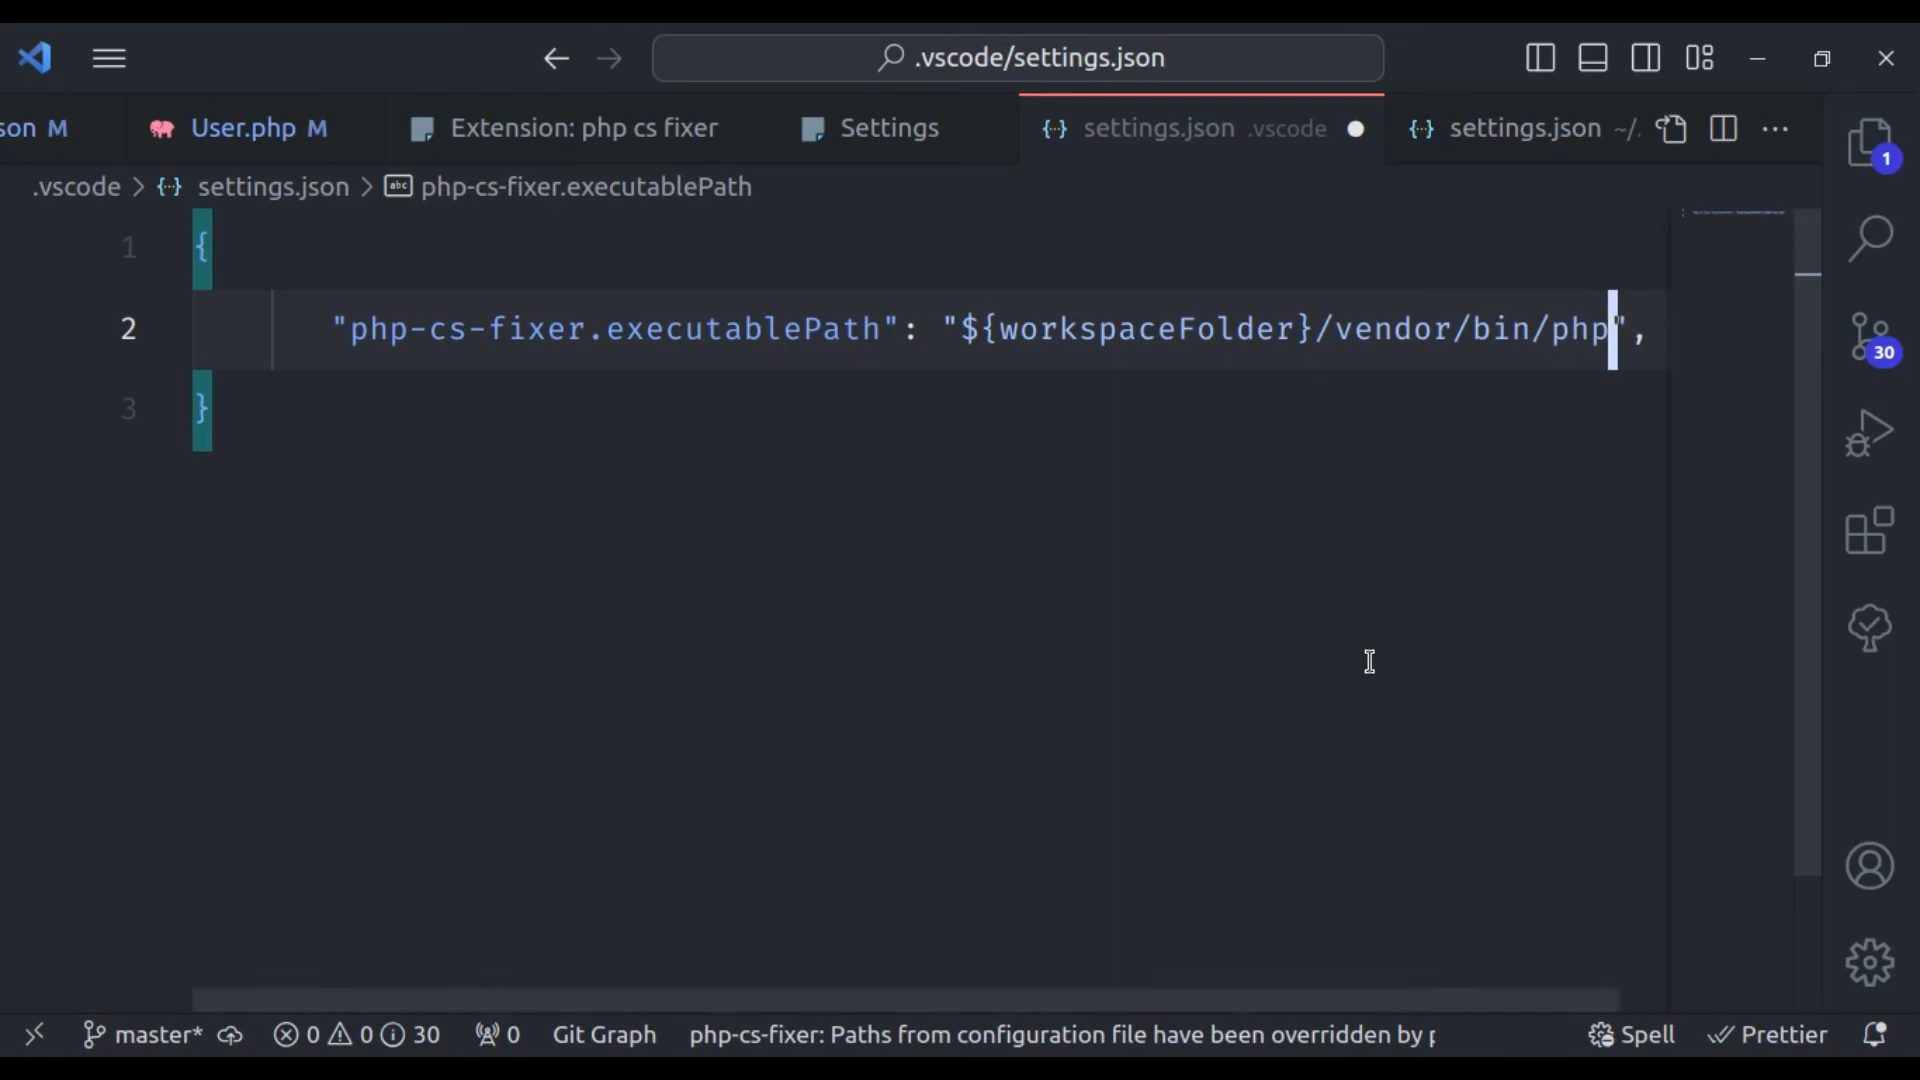 .vscode/settings.json
son M
User.php M
Extension: php cs fixer
Settings
settings.json .vscode
settings.json ~/.
.vscode > settings.json > php-cs-fixer.executablePath
1 {
2 "php-cs-fixer.executablePath": "${workspaceFolder}/vendor/bin/php",
3 }
1
30
master* 0 0 30 0 Git Graph php-cs-fixer: Paths from configuration file have been overridden by p Spell Prettier